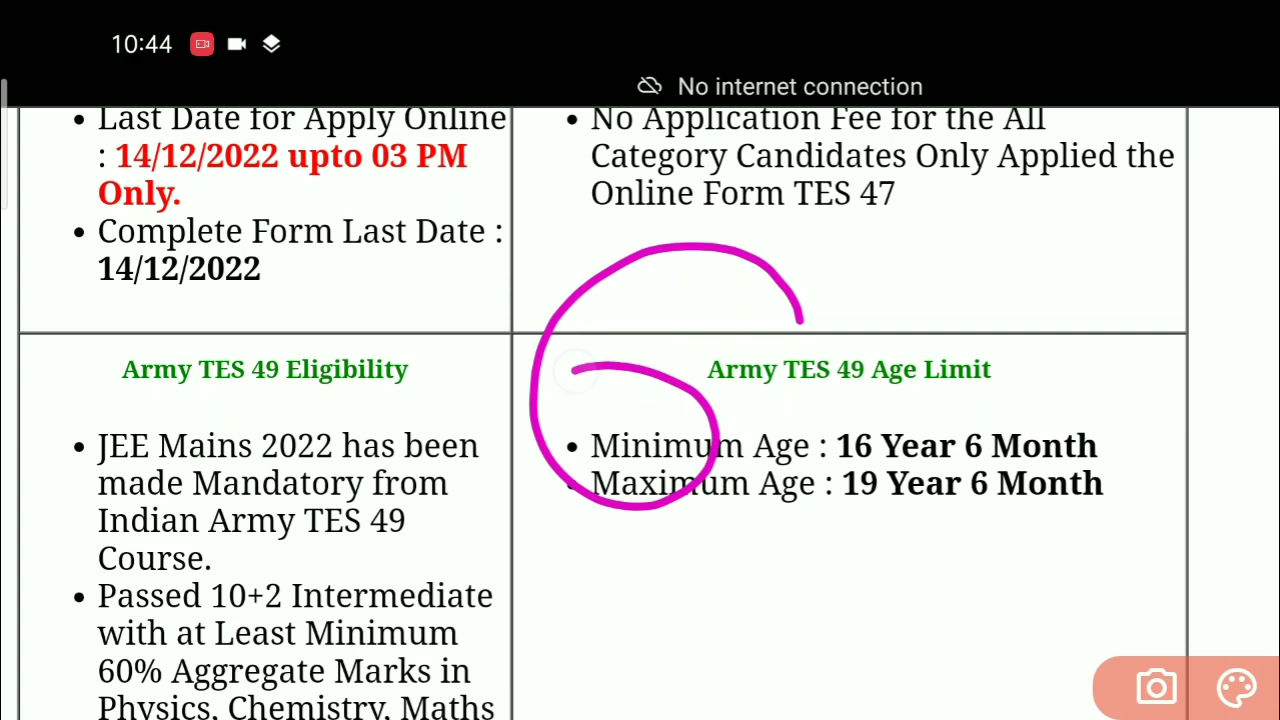 10:44
No internet connection
Last Date for Apply Online
: 14/12/2022 upto 03 PM
Only.
Complete Form Last Date :
14/12/2022
No Application Fee for the All
Category Candidates Only Applied the
Online Form TES 47
Army TES 49 Eligibility
JEE Mains 2022 has been
made Mandatory from
Indian Army TES 49
Course.
Passed 10+2 Intermediate
with at Least Minimum
60% Aggregate Marks in
Physics, Chemistry, Maths
Army TES 49 Age Limit
Minimum Age : 16 Year 6 Month
Maximum Age : 19 Year 6 Month